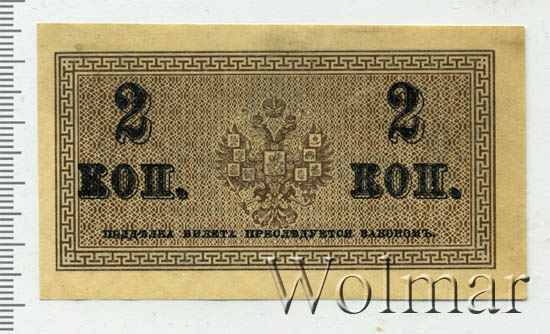 2 2
КОП. КОП.
ПОДДѢЛКА БИЛЕТА ПРЕСЛѢДУЕТСЯ ЗАКОНОМЪ.
Wolmar